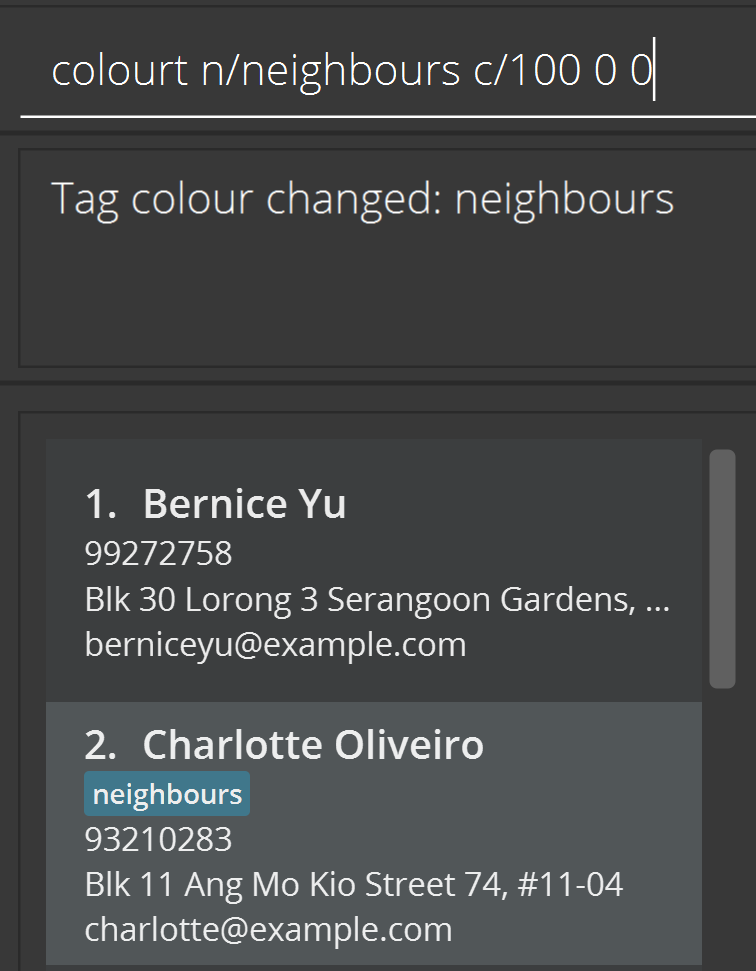 colourt n/neighbours c/100 0 0
Tag colour changed: neighbours
1. Bernice Yu
99272758
Blk 30 Lorong 3 Serangoon Gardens, ...
berniceyu@example.com
2. Charlotte Oliveiro
neighbours
93210283
Blk 11 Ang Mo Kio Street 74, #11-04
charlotte@example.com